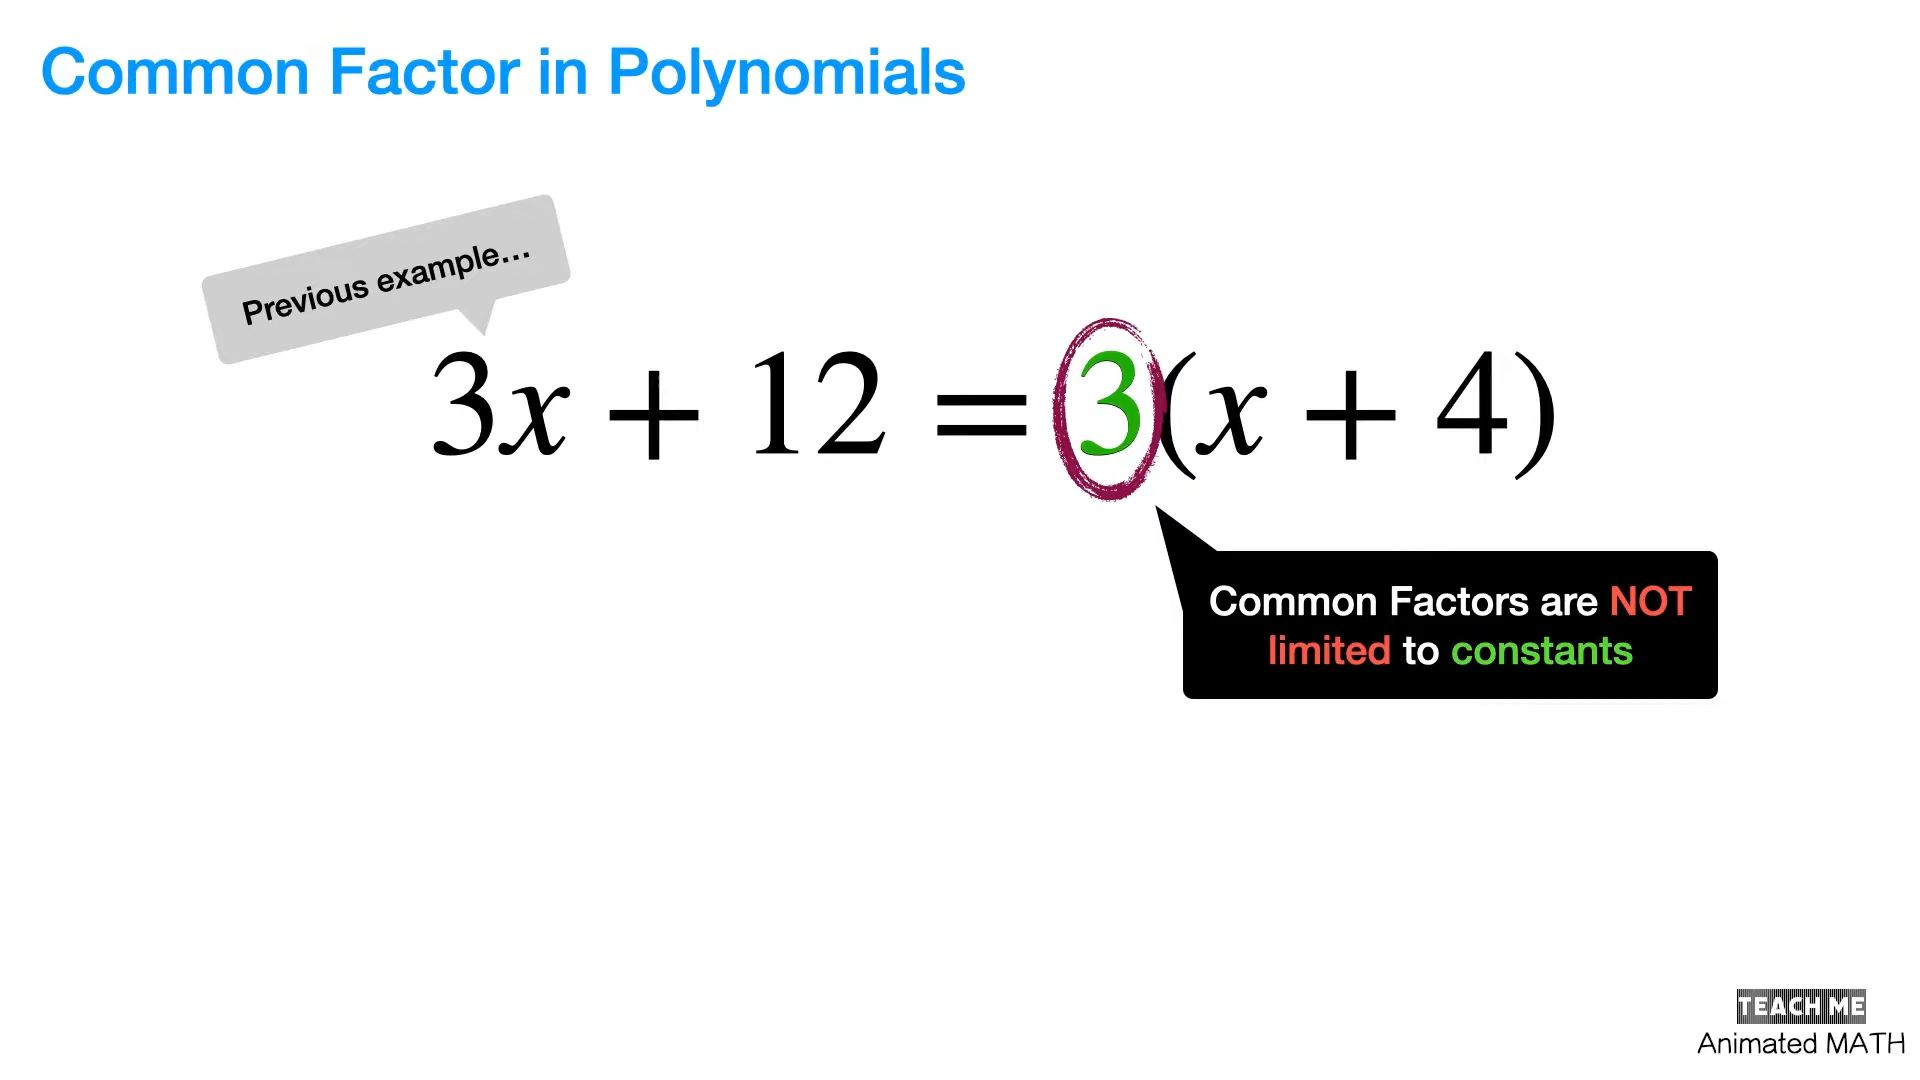 Common Factor in Polynomials
Previous example...
3x + 12 = 3(x + 4)
Common Factors are NOT
limited to constants
TEACH ME
Animated MATH